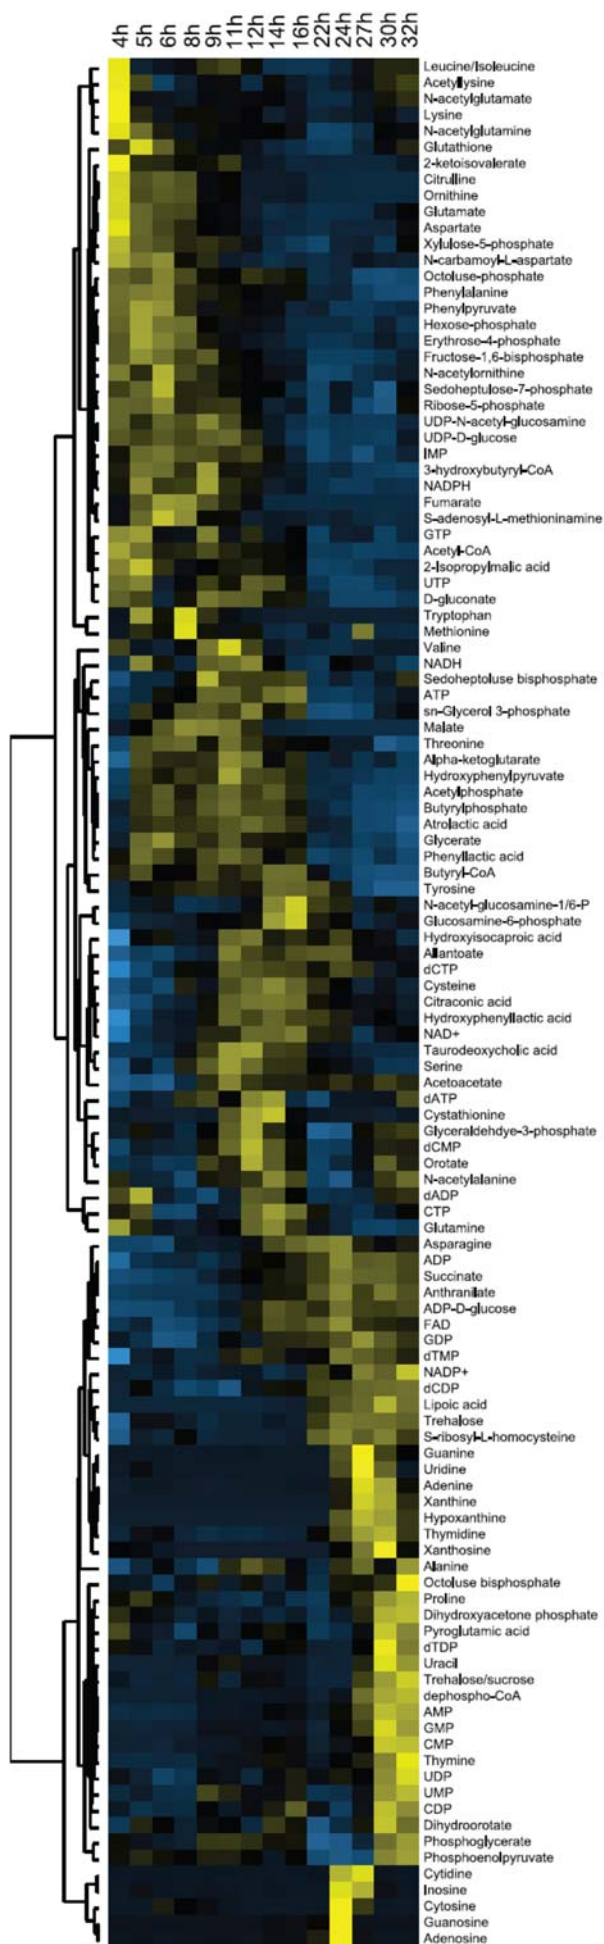 4h 5h 6h 8h 9h 11h 12h 14h 16h 22h 24h 27h 30h 32h
Leucine/Isoleucine
Acetyllysine
N-acetylglutamate
Lysine
N-acetylglutamine
Glutathione
2-ketoisovalerate
Citrulline
Ornithine
Glutamate
Aspartate
Xylulose-5-phosphate
N-carbamoyl-L-aspartate
Octoluse-phosphate
Phenylalanine
Phenylpyruvate
Hexose-phosphate
Erythrose-4-phosphate
Fructose-1,6-bisphosphate
N-acetylornithine
Sedoheptulose-7-phosphate
Ribose-5-phosphate
UDP-N-acetyl-glucosamine
UDP-D-glucose
IMP
3-hydroxybutyryl-CoA
NADPH
Fumarate
S-adenosyl-L-methioninamine
GTP
Acetyl-CoA
2-Isopropylmalic acid
UTP
D-gluconate
Tryptophan
Methionine
Valine
NADH
Sedoheptoluse bisphosphate
ATP
sn-Glycerol 3-phosphate
Malate
Threonine
Alpha-ketoglutarate
Hydroxyphenylpyruvate
Acetylphosphate
Butyrylphosphate
Atrolactic acid
Glycerate
Phenyllactic acid
Butyryl-CoA
Tyrosine
N-acetyl-glucosamine-1/6-P
Glucosamine-6-phosphate
Hydroxyisocaproic acid
Allantoate
dCTP
Cysteine
Citraconic acid
Hydroxyphenyllactic acid
NAD+
Taurodeoxycholic acid
Serine
Acetoacetate
dATP
Cystathionine
Glyceraldehdye-3-phosphate
dCMP
Orotate
N-acetylalanine
dADP
CTP
Glutamine
Asparagine
ADP
Succinate
Anthranilate
ADP-D-glucose
FAD
GDP
dTMP
NADP+
dCDP
Lipoic acid
Trehalose
S-ribosyl-L-homocysteine
Guanine
Uridine
Adenine
Xanthine
Hypoxanthine
Thymidine
Xanthosine
Alanine
Octoluse bisphosphate
Proline
Dihydroxyacetone phosphate
Pyroglutamic acid
dTDP
Uracil
Trehalose/sucrose
dephospho-CoA
AMP
GMP
CMP
Thymine
UDP
UMP
CDP
Dihydroorotate
Phosphoglycerate
Phosphoenolpyruvate
Cytidine
Inosine
Cytosine
Guanosine
Adenosine